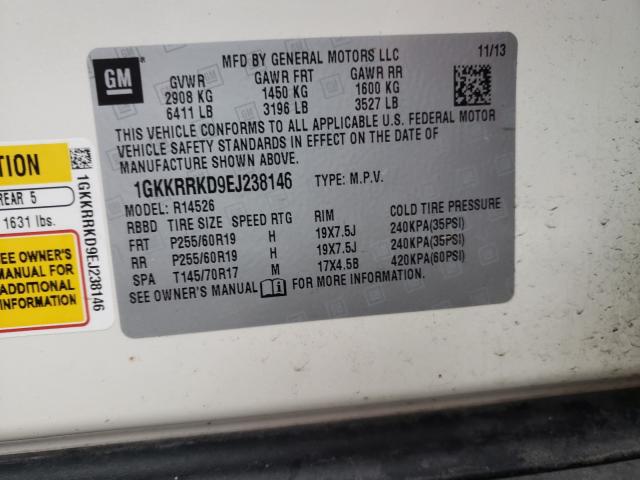 GM
MFD BY GENERAL MOTORS LLC 11/13
GVWR GAWR FRT GAWR RR
2908 KG 1450 KG 1600 KG
6411 LB 3196 LB 3527 LB
THIS VEHICLE CONFORMS TO ALL APPLICABLE U.S. FEDERAL MOTOR
VEHICLE SAFETY STANDARDS IN EFFECT ON THE DATE OF
MANUFACTURE SHOWN ABOVE.
1GKKRRKD9EJ238146 TYPE: M.P.V.
MODEL: R14526
RBBD TIRE SIZE SPEED RTG RIM COLD TIRE PRESSURE
FRT P255/60R19 H 19X7.5J 240KPA(35PSI)
RR P255/60R19 H 19X7.5J 240KPA(35PSI)
SPA T145/70R17 M 17X4.5B 420KPA(60PSI)
SEE OWNER'S MANUAL FOR MORE INFORMATION.
REAR 5
1631 lbs.
SEE OWNER'S
MANUAL FOR
ADDITIONAL
INFORMATION
1GKKRRKD9EJ238146